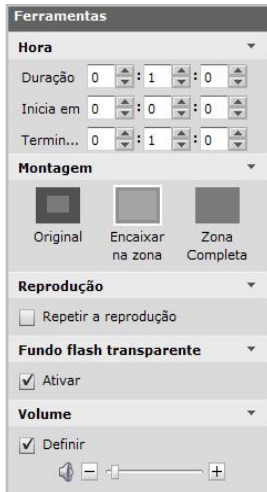 Ferramentas
Hora
Duração 0 : 1 : 0
Inicia em 0 : 0 : 0
Termin... 0 : 1 : 0
Montagem
Original Encaixar na zona Zona Completa
Reprodução
Repetir a reprodução
Fundo flash transparente
Ativar
Volume
Definir